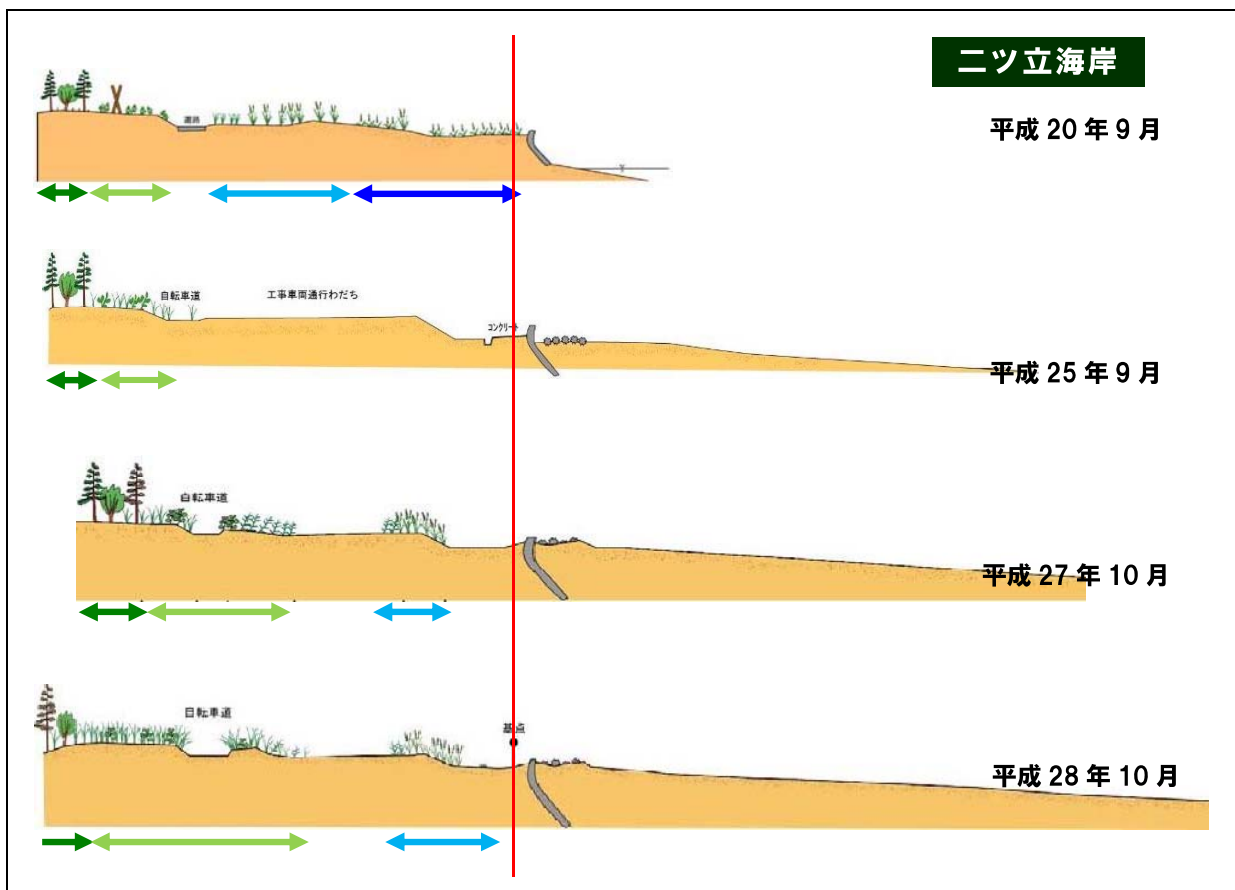 二ツ立海岸
平成 20 年 9 月
道路
自転車道
工事車両通行わだち
コンクリート
平成 25 年 9 月
自転車道
平成 27 年 10 月
自転車道
基点
平成 28 年 10 月